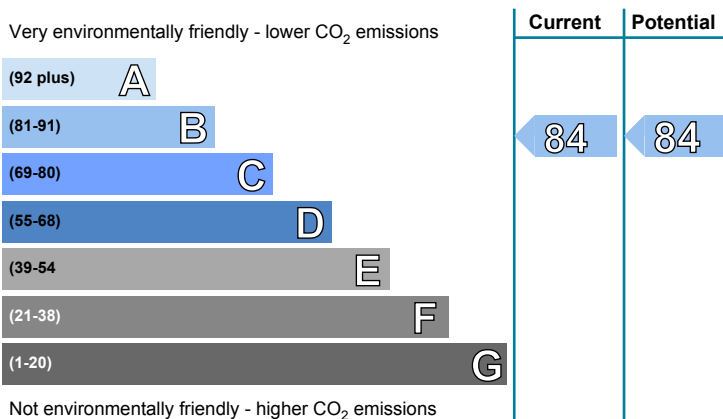 Very environmentally friendly - lower CO2 emissions
Current
Potential
(92 plus) A
(81-91) B
84
84
(69-80) C
(55-68) D
(39-54 E
(21-38) F
(1-20) G
Not environmentally friendly - higher CO2 emissions